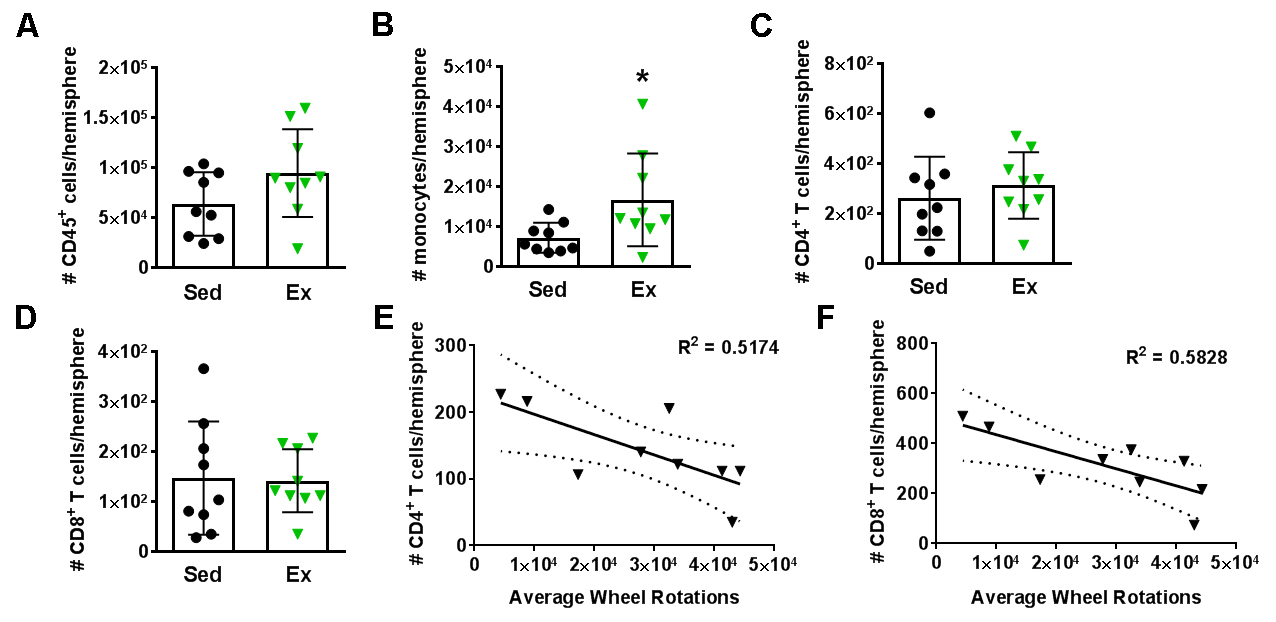 A
# CD45⁺ cells/hemisphere
2×10⁵
1.5×10⁵
1×10⁵
5×10⁴
0
Sed
Ex
B
# monocytes/hemisphere
5×10⁴
4×10⁴
3×10⁴
2×10⁴
1×10⁴
0
*
Sed
Ex
C
# CD4⁺ T cells/hemisphere
8×10²
6×10²
4×10²
2×10²
0
Sed
Ex
D
# CD8⁺ T cells/hemisphere
4×10²
3×10²
2×10²
1×10²
0
Sed
Ex
E
# CD4⁺ T cells/hemisphere
300
200
100
0
R² = 0.5174
0 1×10⁴ 2×10⁴ 3×10⁴ 4×10⁴ 5×10⁴
Average Wheel Rotations
F
# CD8⁺ T cells/hemisphere
800
600
400
200
0
R² = 0.5828
0 1×10⁴ 2×10⁴ 3×10⁴ 4×10⁴ 5×10⁴
Average Wheel Rotations